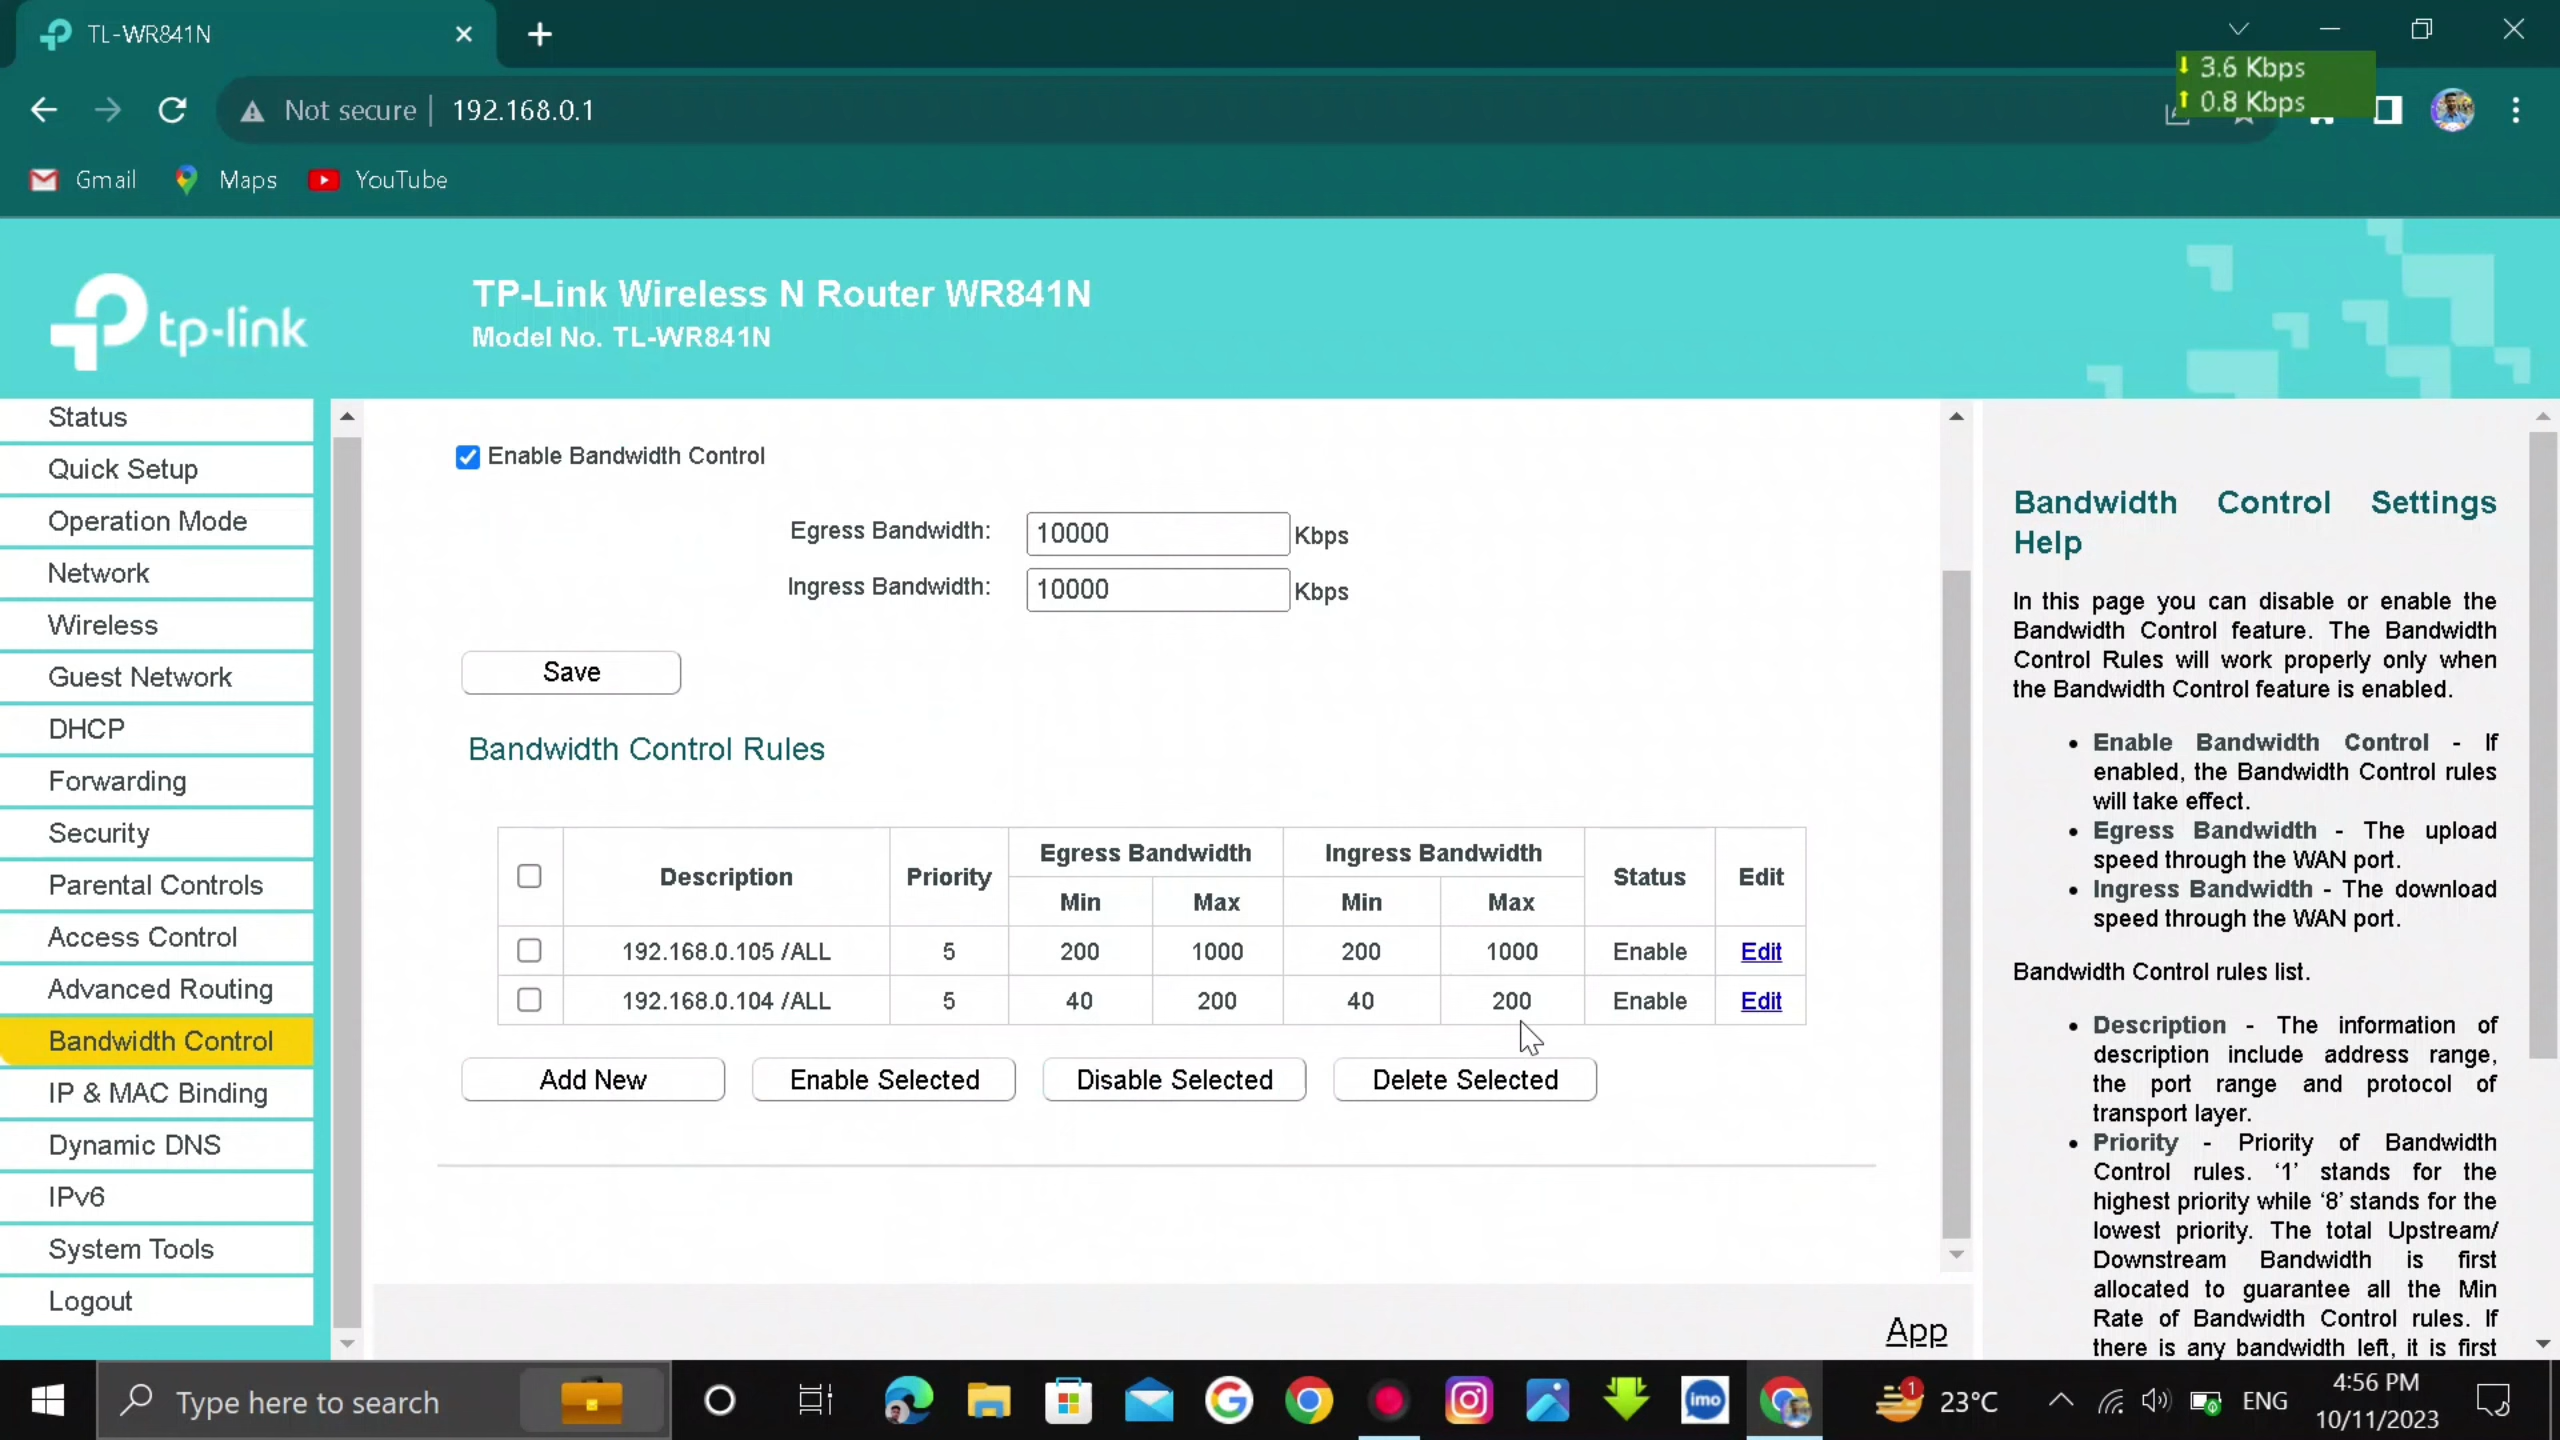 TL-WR841N
3.6 Kbps
0.8 Kbps
Not secure
192.168.0.1
Gmail
Maps
YouTube
tp-link
TP-Link Wireless N Router WR841N
Model No. TL-WR841N
Status
Quick Setup
Operation Mode
Network
Wireless
Guest Network
DHCP
Forwarding
Security
Parental Controls
Access Control
Advanced Routing
Bandwidth Control
IP & MAC Binding
Dynamic DNS
IPv6
System Tools
Logout
Enable Bandwidth Control
Egress Bandwidth: 10000 Kbps
Ingress Bandwidth: 10000 Kbps
Save
Bandwidth Control Rules
Description Priority Egress Bandwidth Ingress Bandwidth Status Edit
Min Max Min Max
192.168.0.105 /ALL 5 200 1000 200 1000 Enable Edit
192.168.0.104 /ALL 5 40 200 40 200 Enable Edit
Add New Enable Selected Disable Selected Delete Selected
App
Bandwidth Control Settings
Help
In this page you can disable or enable the
Bandwidth Control feature. The Bandwidth
Control Rules will work properly only when
the Bandwidth Control feature is enabled.
• Enable Bandwidth Control - If
enabled, the Bandwidth Control rules
will take effect.
• Egress Bandwidth - The upload
speed through the WAN port.
• Ingress Bandwidth - The download
speed through the WAN port.
Bandwidth Control rules list.
• Description - The information of
description include address range,
the port range and protocol of
transport layer.
• Priority - Priority of Bandwidth
Control rules. ‘1’ stands for the
highest priority while ‘8’ stands for the
lowest priority. The total Upstream/
Downstream Bandwidth is first
allocated to guarantee all the Min
Rate of Bandwidth Control rules. If
there is any bandwidth left, it is first
Type here to search
imo
1
23°C
ENG
4:56 PM
10/11/2023